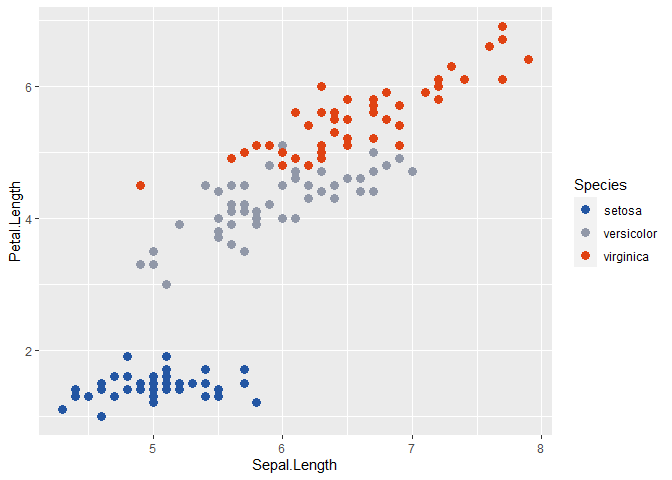 6
4
2
Petal.Length
5 6 7 8
Sepal.Length
Species
setosa
versicolor
virginica